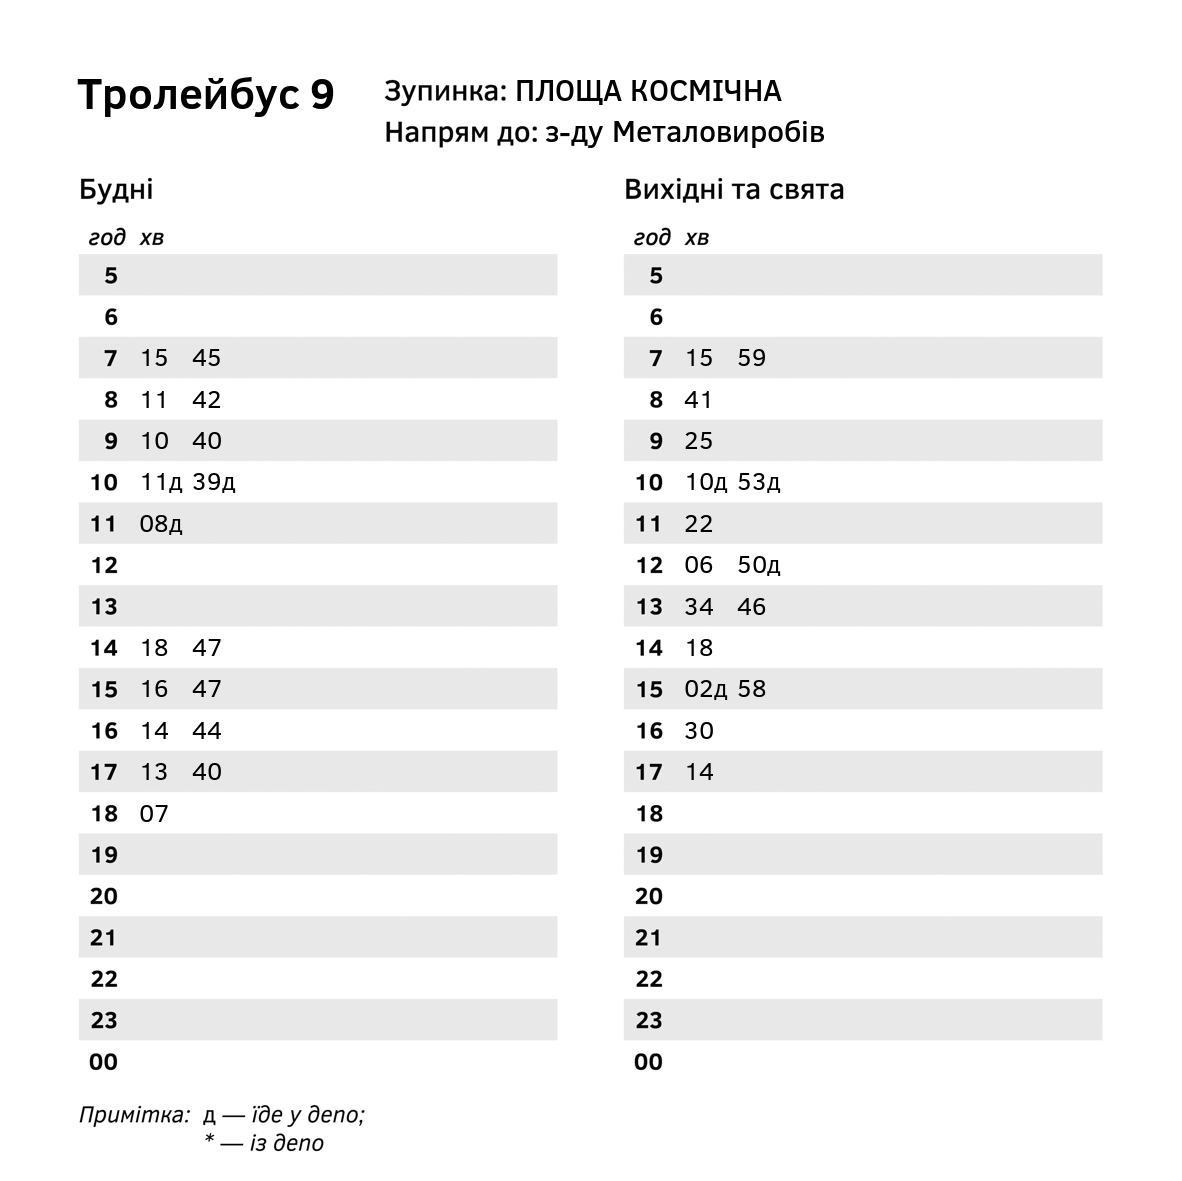 Тролейбус 9
Зупинка: ПЛОЩА КОСМІЧНА
Напрям до: з-ду Металовиробів
Будні
год хв
5
6
7 15 45
8 11 42
9 10 40
10 11д 39д
11 08д
12
13
14 18 47
15 16 47
16 14 44
17 13 40
18 07
19
20
21
22
23
00
Вихідні та свята
год хв
5
6
7 15 59
8 41
9 25
10 10д 53д
11 22
12 06 50д
13 34 46
14 18
15 02д 58
16 30
17 14
18
19
20
21
22
23
00
Примітка: д — їде у депо;
* — із депо